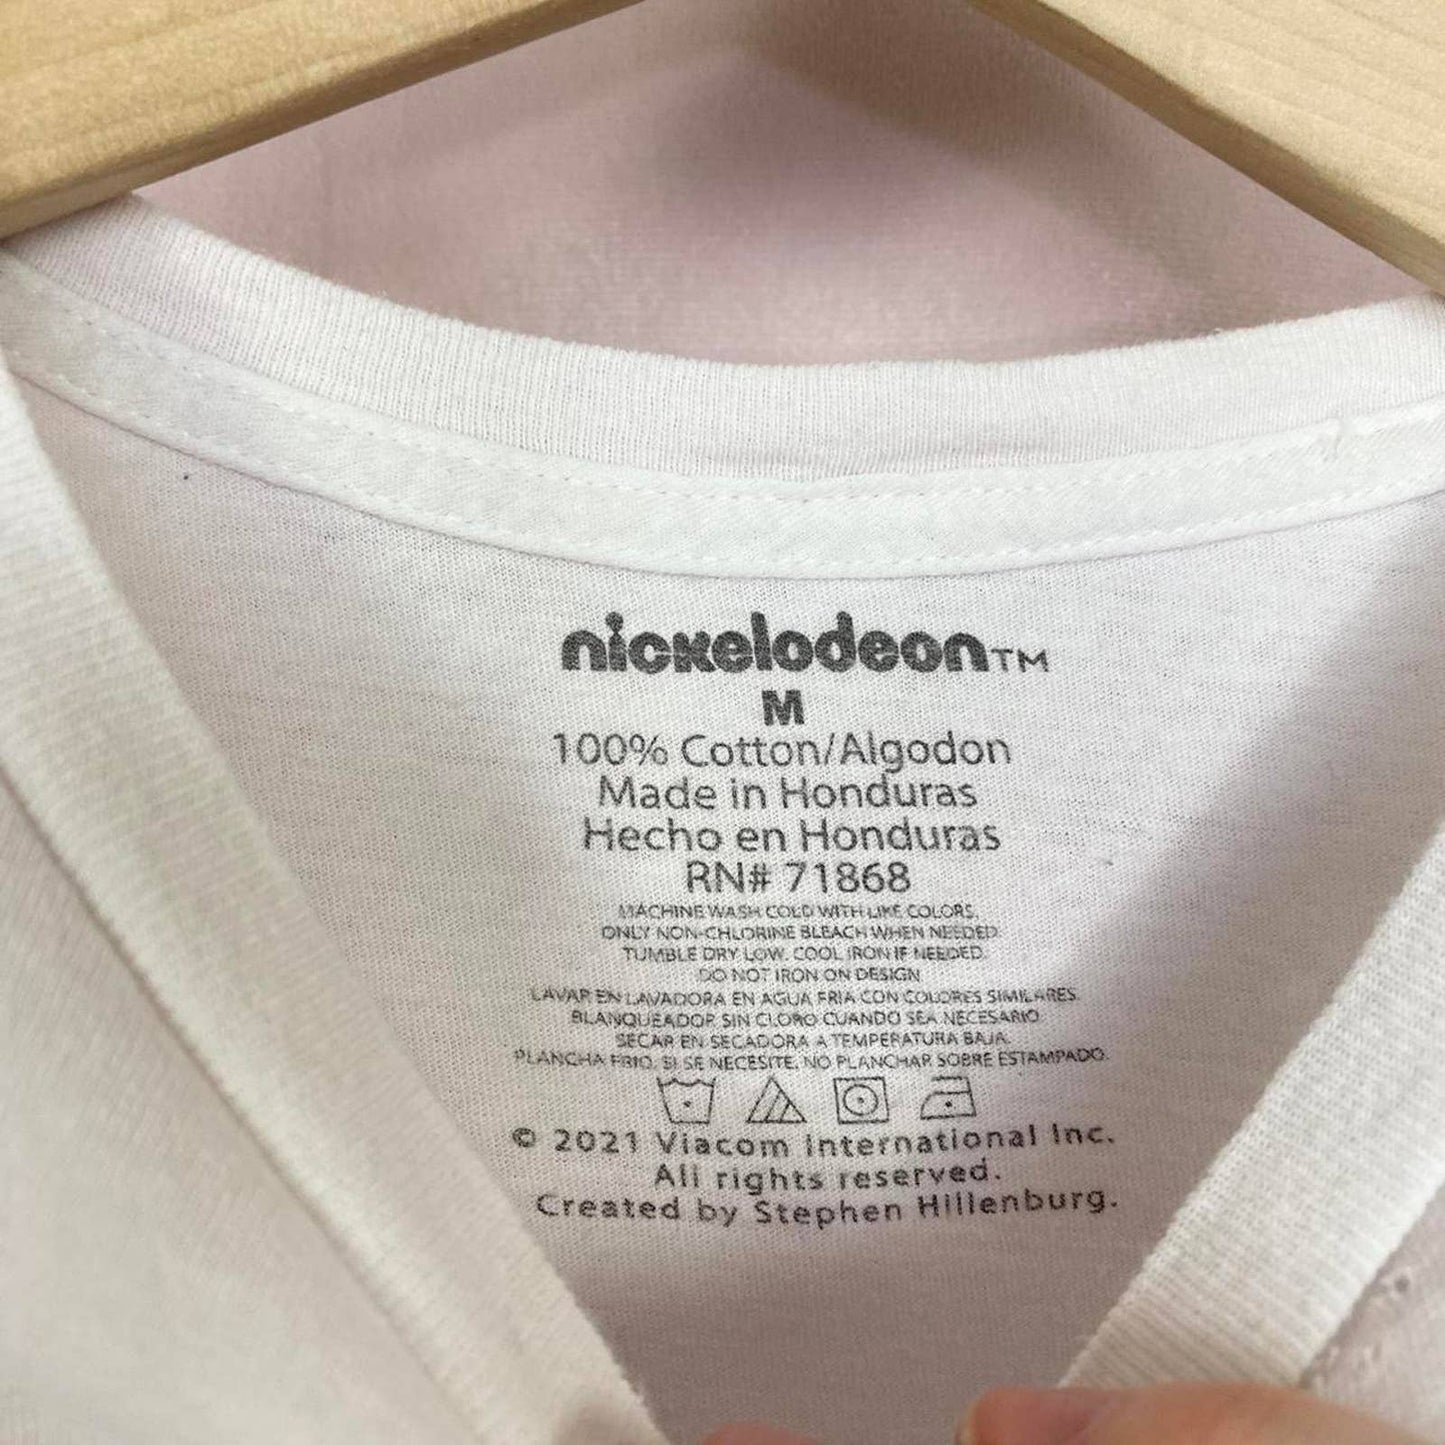 nickelodeon™
M
100% Cotton/Algodon
Made in Honduras
Hecho en Honduras
RN# 71868
MACHINE WASH COLD WITH LIKE COLORS.
ONLY NON-CHLORINE BLEACH WHEN NEEDED.
TUMBLE DRY LOW. COOL IRON IF NEEDED.
DO NOT IRON ON DESIGN.
LAVAR EN LAVADORA EN AGUA FRIA CON COLORES SIMILARES.
BLANQUEADOR SIN CLORO CUANDO SEA NECESARIO.
SECAR EN SECADORA A TEMPERATURA BAJA.
PLANCHA FRIO, SI SE NECESITE, NO PLANCHAR SOBRE ESTAMPADO.
© 2021 Viacom International Inc.
All rights reserved.
Created by Stephen Hillenburg.